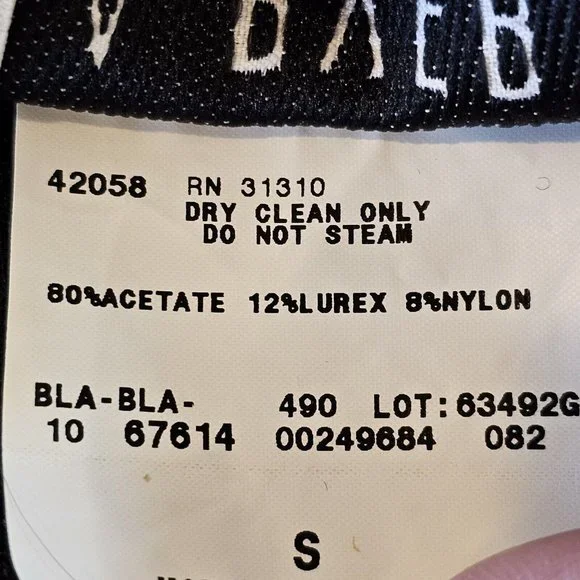 42058 RN 31310
DRY CLEAN ONLY
DO NOT STEAM
80%ACETATE 12%LUREX 8%NYLON
BLA-BLA- 490 LOT:63492G
10 67614 00249684 082
S